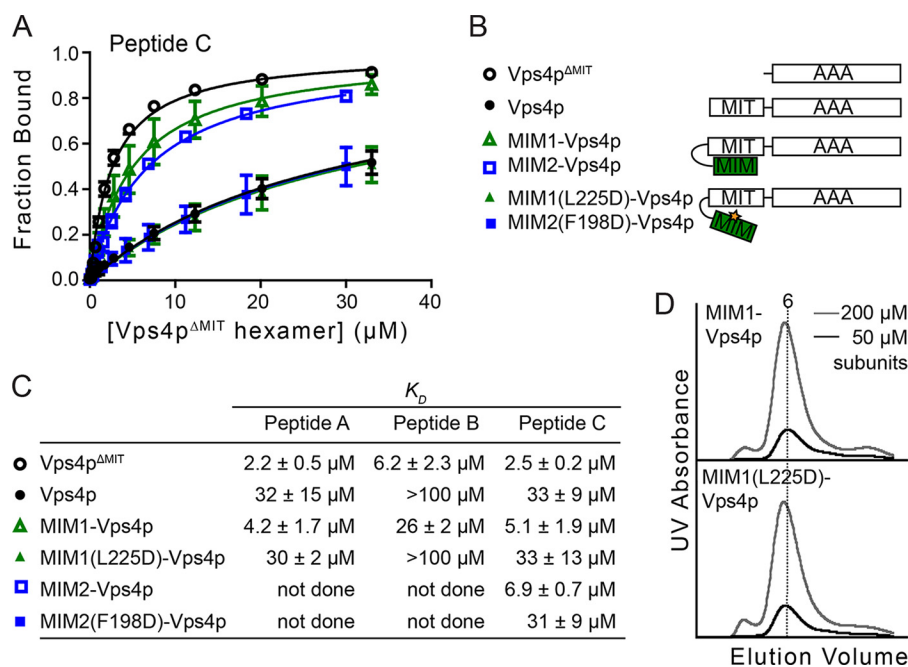 A
Peptide C
Fraction Bound
1.0
0.8
0.6
0.4
0.2
0.0
0
10
20
30
40
[Vps4pΔMIT hexamer] (µM)
B
Vps4pΔMIT
Vps4p
MIM1-Vps4p
MIM2-Vps4p
MIM1(L225D)-Vps4p
MIM2(F198D)-Vps4p
AAA
MIT
AAA
MIT
AAA
MIM
MIT
AAA
MIM
C
KD
Peptide A Peptide B Peptide C
Vps4pΔMIT 2.2 ± 0.5 µM 6.2 ± 2.3 µM 2.5 ± 0.2 µM
Vps4p 32 ± 15 µM >100 µM 33 ± 9 µM
MIM1-Vps4p 4.2 ± 1.7 µM 26 ± 2 µM 5.1 ± 1.9 µM
MIM1(L225D)-Vps4p 30 ± 2 µM >100 µM 33 ± 13 µM
MIM2-Vps4p not done not done 6.9 ± 0.7 µM
MIM2(F198D)-Vps4p not done not done 31 ± 9 µM
D
6
MIM1-
Vps4p
200 µM
50 µM
subunits
MIM1(L225D)-
Vps4p
UV Absorbance
Elution Volume